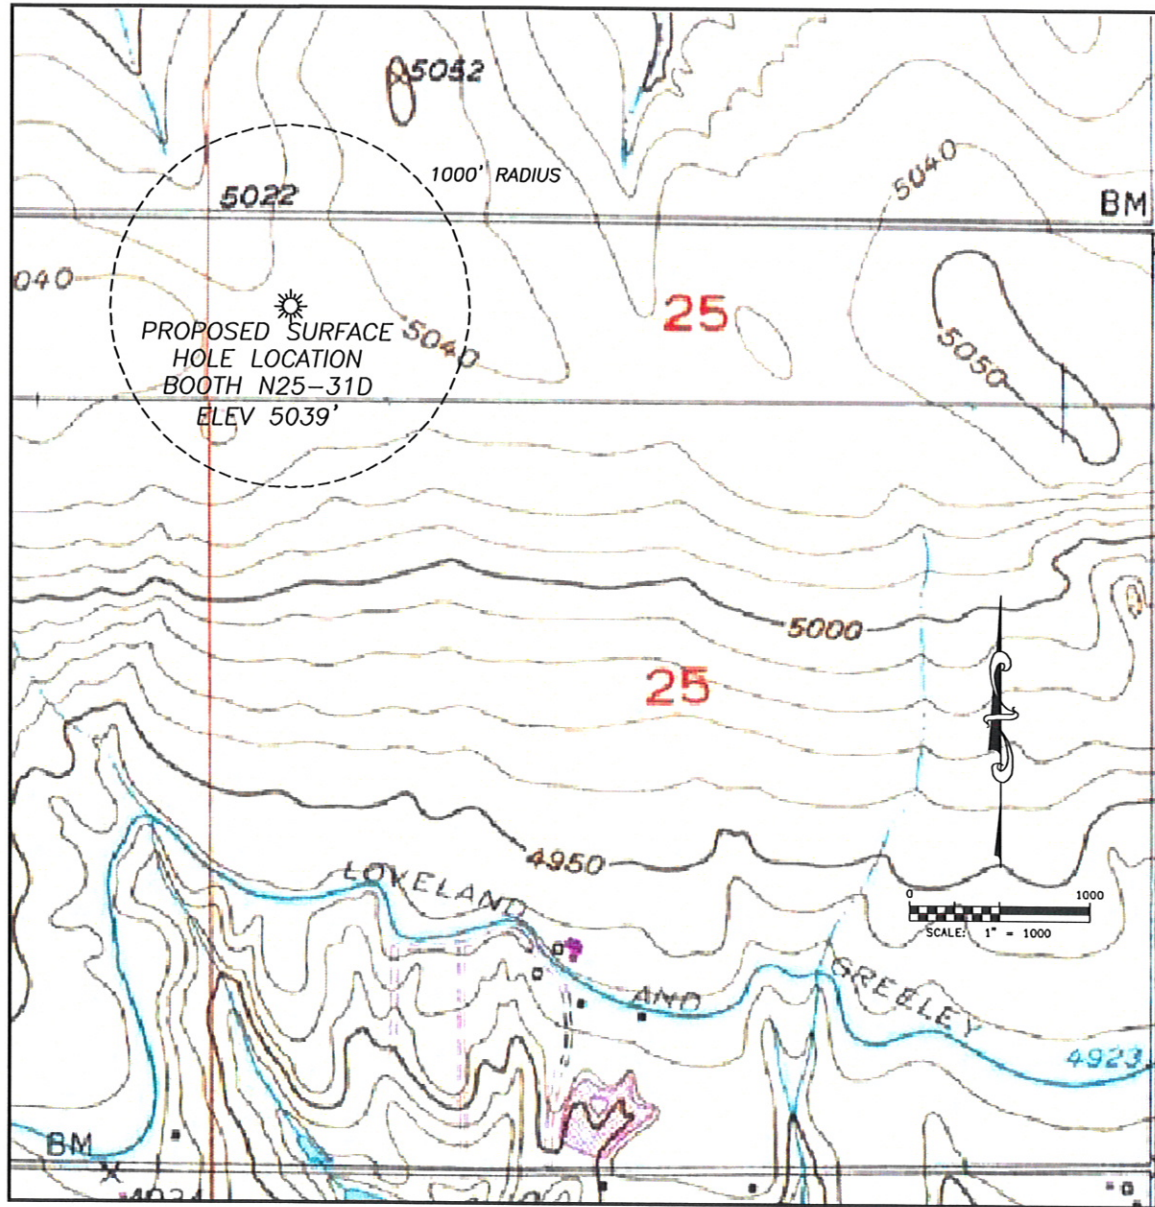 5052
1000' RADIUS
5022
5040
BM
040
25
PROPOSED SURFACE
HOLE LOCATION
BOOTH N25-31D
ELEV 5039'
5040
5050
5000
25
4950
LOVELAND
AND
GREELEY
0 1000
SCALE: 1" = 1000
4923
BM